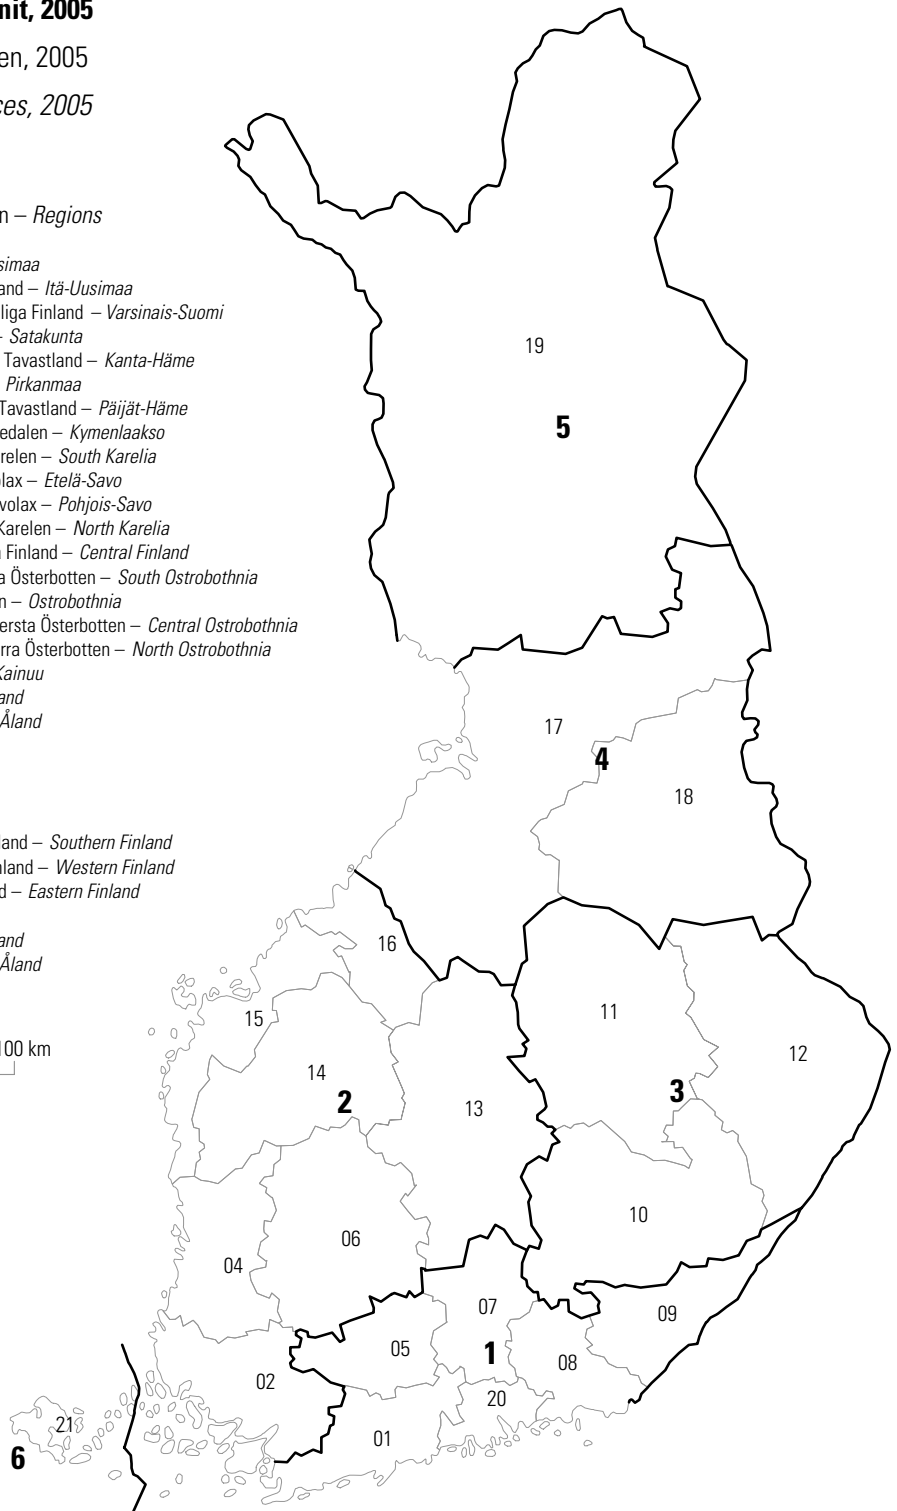 nit, 2005
en, 2005
ces, 2005
n – Regions
simaa
and – Itä-Uusimaa
liga Finland – Varsinais-Suomi
– Satakunta
Tavastland – Kanta-Häme
Pirkanmaa
Tavastland – Päijät-Häme
edalen – Kymenlaakso
relen – South Karelia
olax – Etelä-Savo
volax – Pohjois-Savo
Karelen – North Karelia
Finland – Central Finland
a Österbotten – South Ostrobothnia
n – Ostrobothnia
ersta Österbotten – Central Ostrobothnia
rra Österbotten – North Ostrobothnia
Kainuu
and
Åland
land – Southern Finland
nland – Western Finland
d – Eastern Finland
and
Åland
100 km
19
5
17
4
18
16
11
15
12
14
2
3
13
10
06
04
07
09
05
1
08
02
20
21
01
6